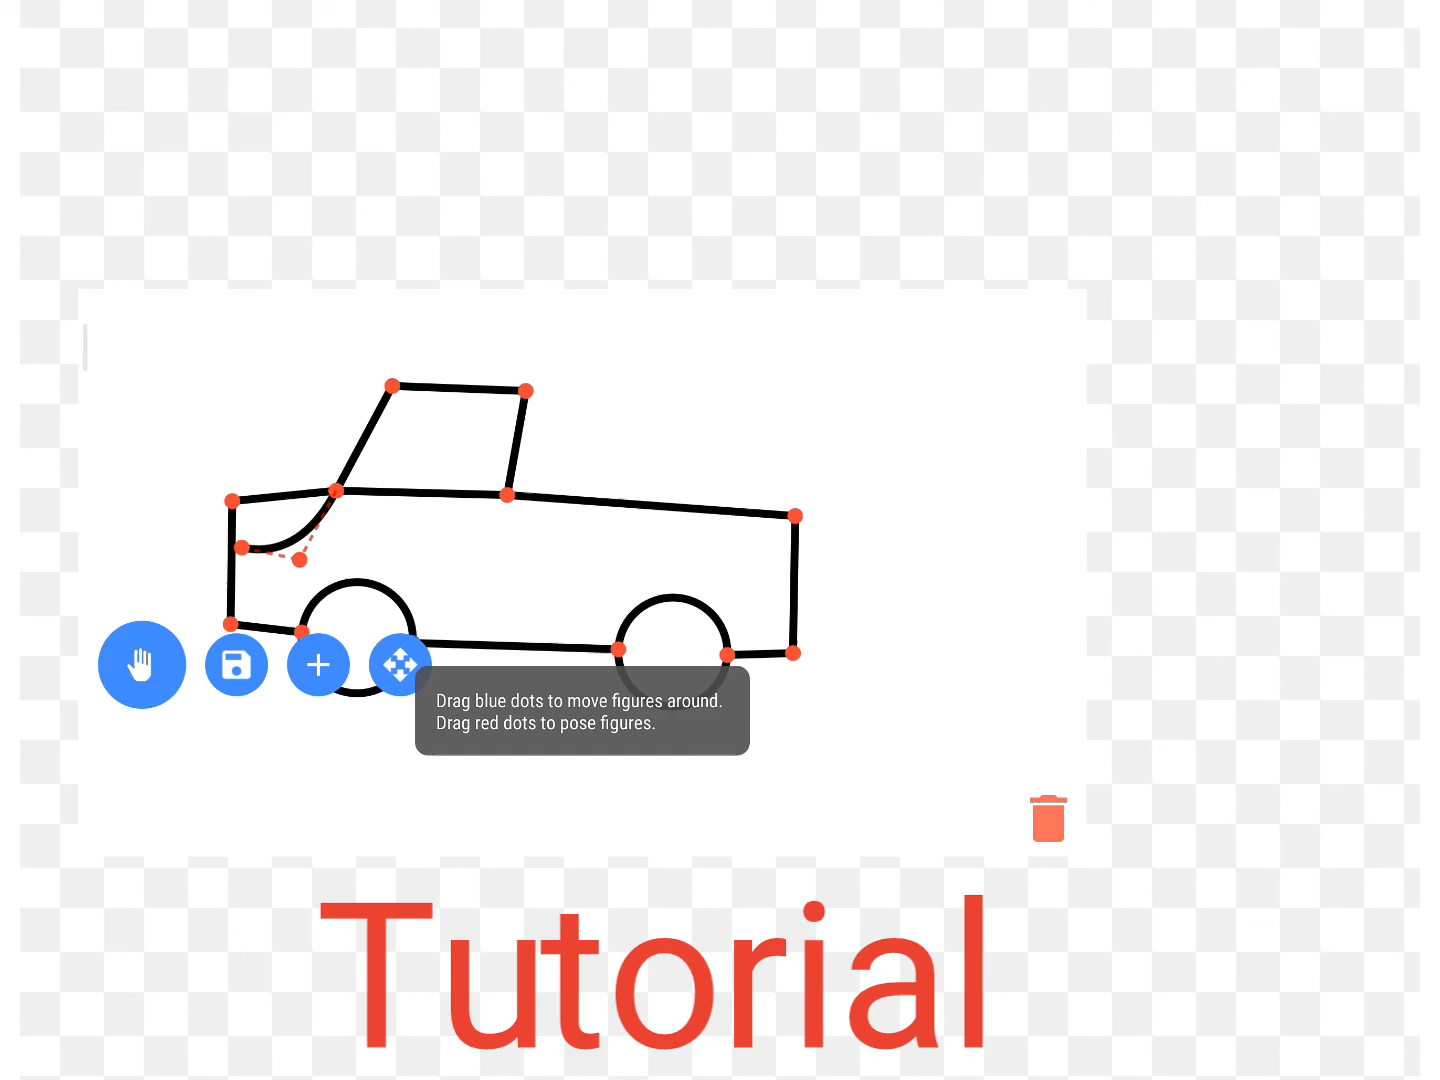 Drag blue dots to move figures around.
Drag red dots to pose figures.
Tutorial